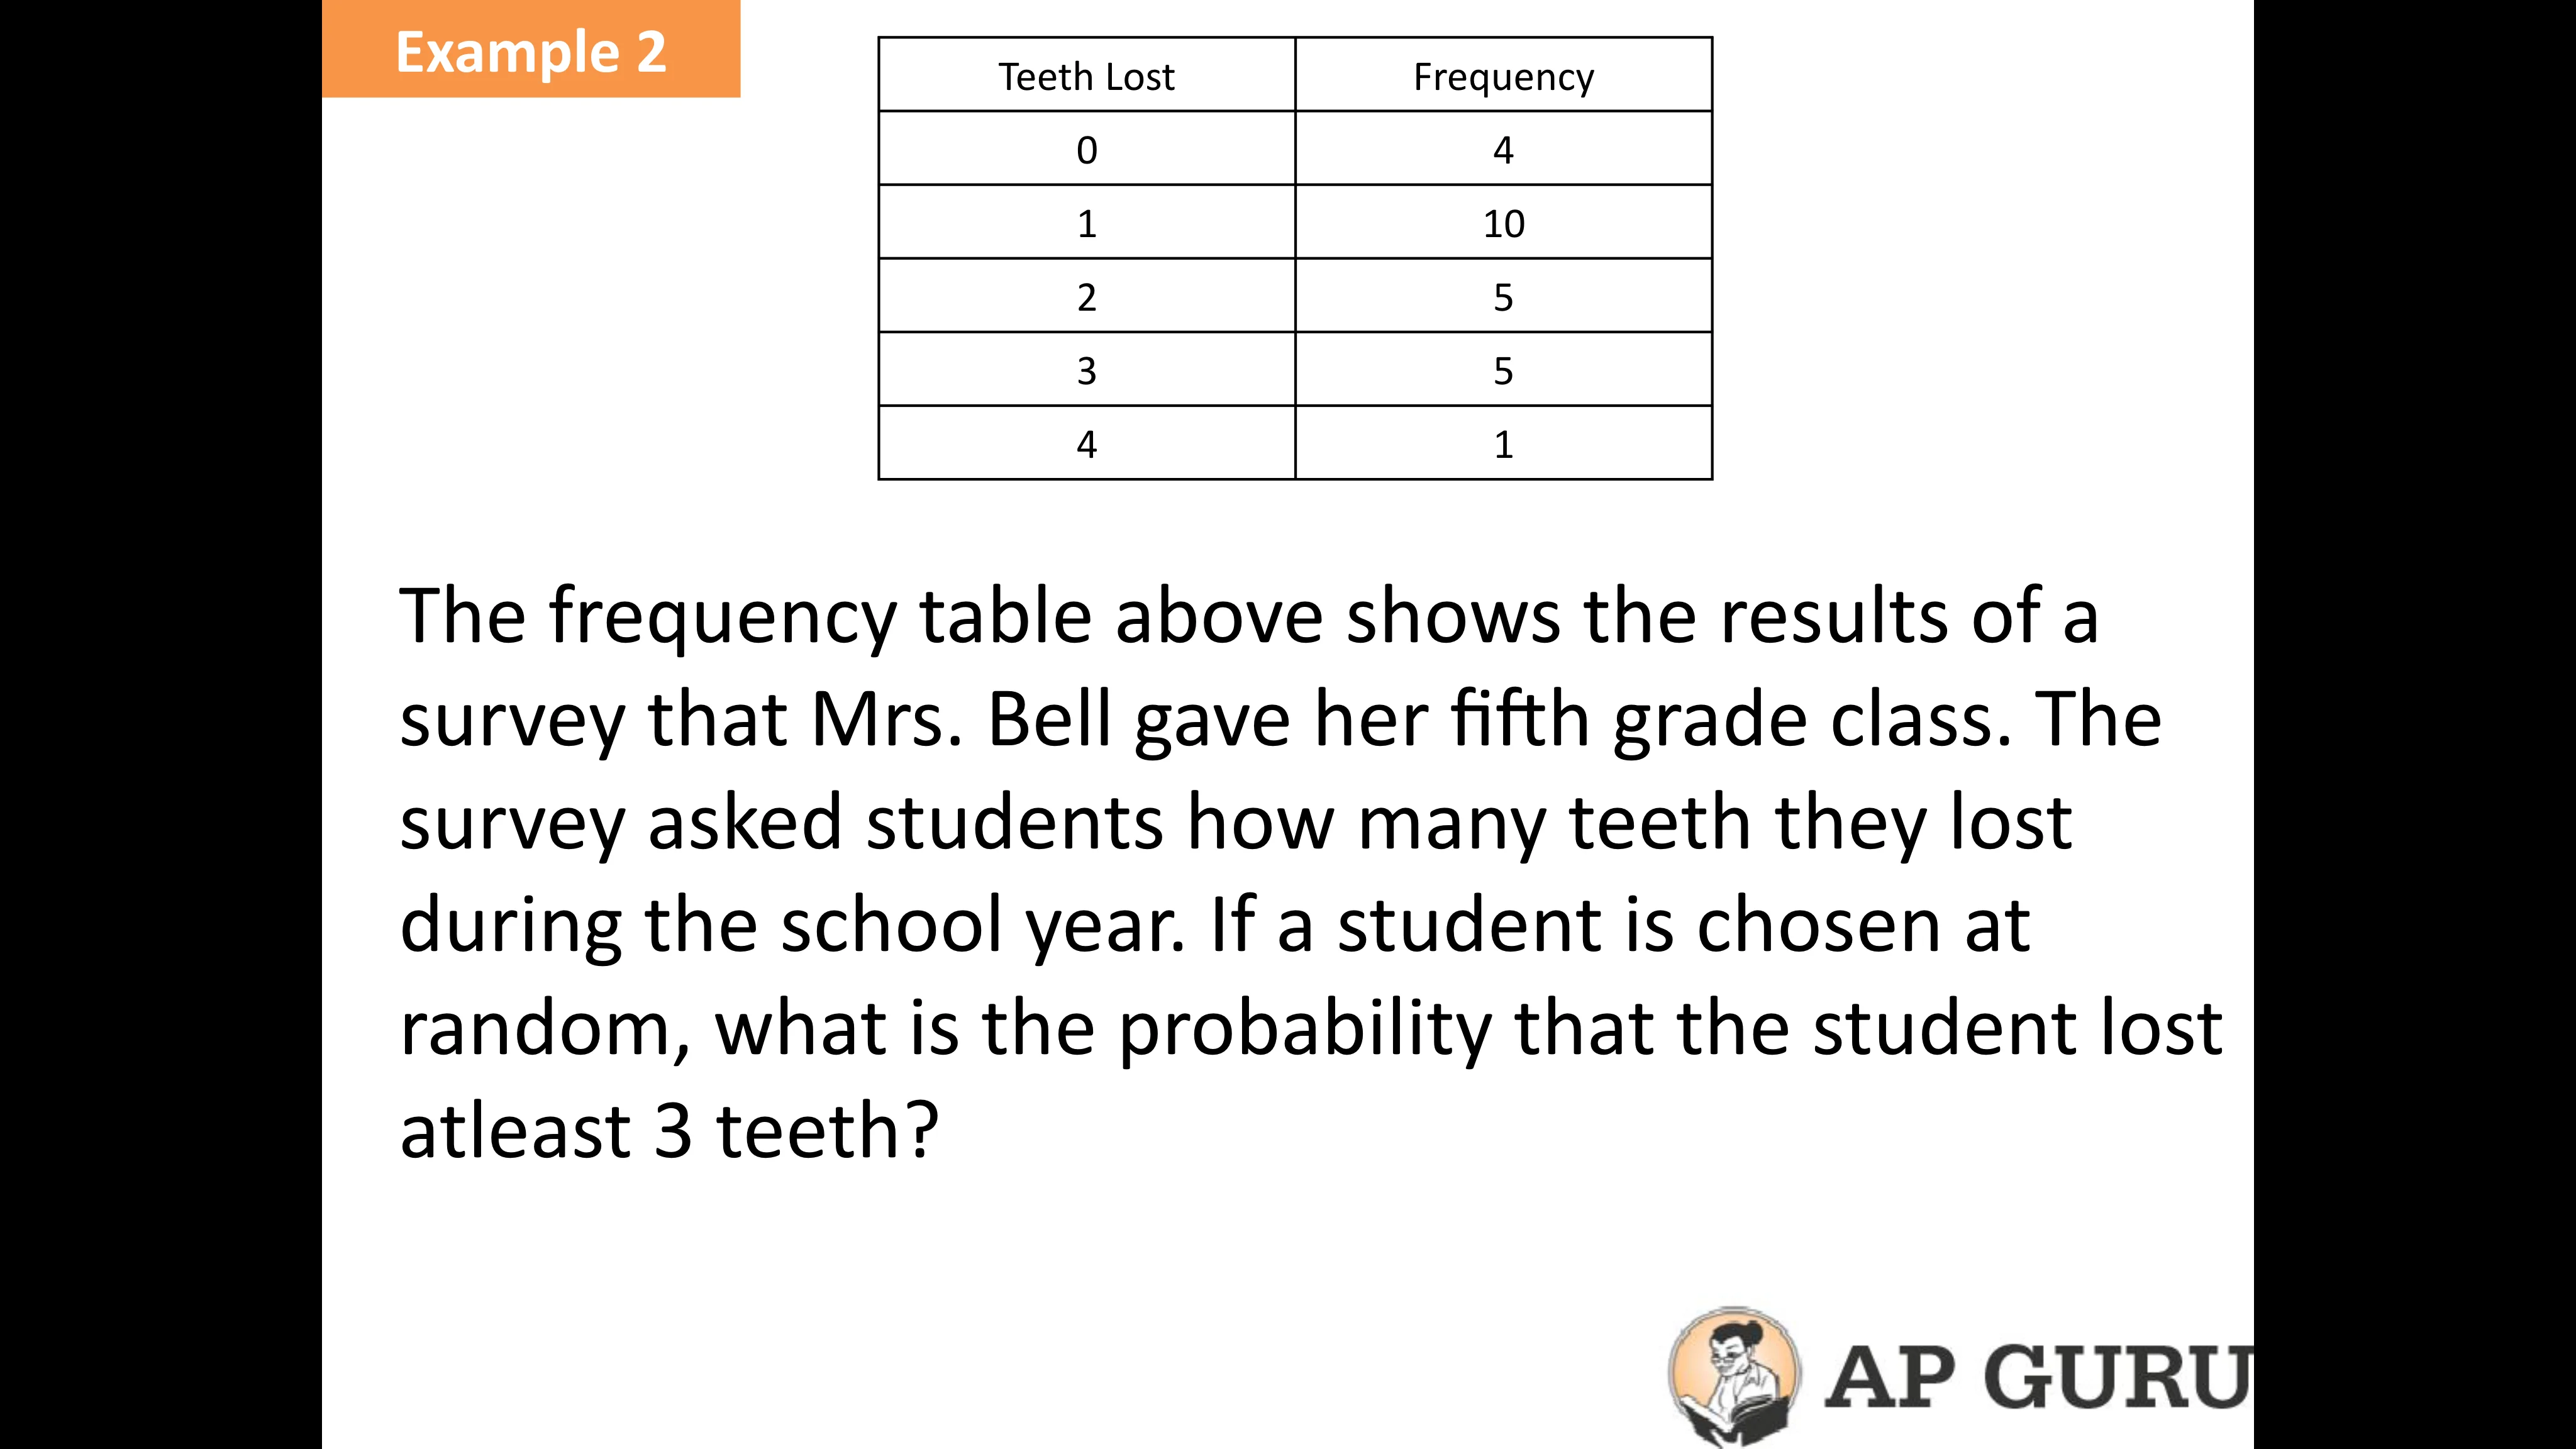 Example 2
Teeth Lost Frequency
0 4
1 10
2 5
3 5
4 1
The frequency table above shows the results of a
survey that Mrs. Bell gave her fifth grade class. The
survey asked students how many teeth they lost
during the school year. If a student is chosen at
random, what is the probability that the student lost
atleast 3 teeth?
AP GURU